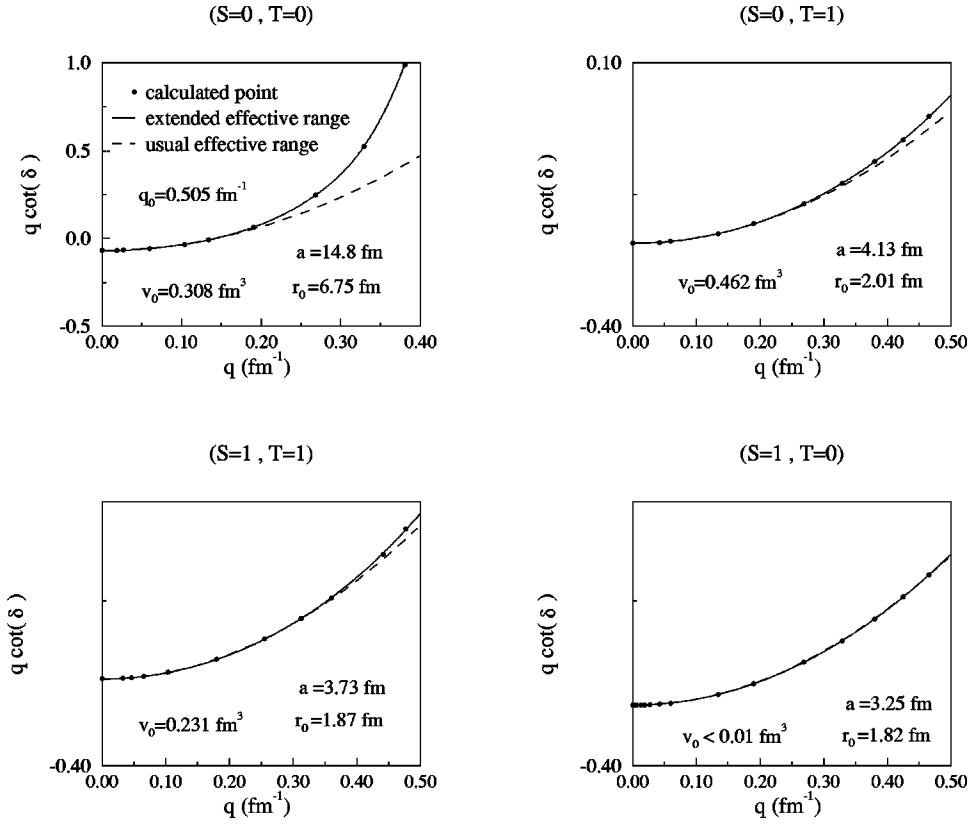 (S=0 , T=0)
1.0
0.5
0.0
-0.5
q cot( δ )
calculated point
extended effective range
usual effective range
q₀=0.505 fm⁻¹
a =14.8 fm
v₀=0.308 fm³
r₀=6.75 fm
0.00 0.10 0.20 0.30 0.40
q (fm⁻¹)
(S=0 , T=1)
0.10
-0.40
q cot( δ )
a =4.13 fm
v₀=0.462 fm³
r₀=2.01 fm
0.00 0.10 0.20 0.30 0.40 0.50
q (fm⁻¹)
(S=1 , T=1)
-0.40
q cot( δ )
a =3.73 fm
v₀=0.231 fm³
r₀=1.87 fm
0.00 0.10 0.20 0.30 0.40 0.50
q (fm⁻¹)
(S=1 , T=0)
-0.40
q cot( δ )
a =3.25 fm
v₀ < 0.01 fm³
r₀=1.82 fm
0.00 0.10 0.20 0.30 0.40 0.50
q (fm⁻¹)